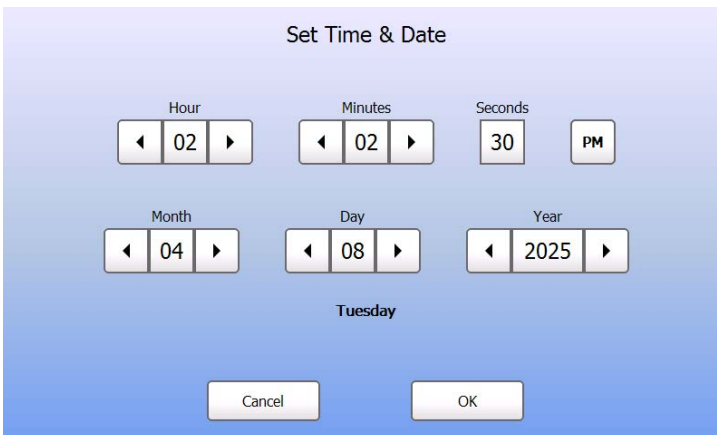 Set Time & Date
Hour Minutes Seconds
02 02 30 PM
Month Day Year
04 08 2025
Tuesday
Cancel OK